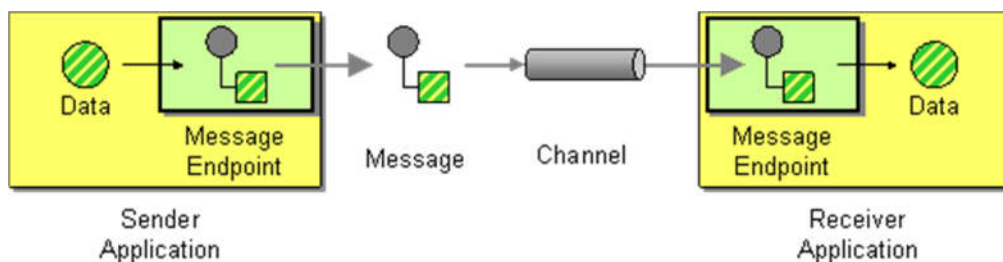 Data
Message
Endpoint
Message
Channel
Message
Endpoint
Data
Sender
Application
Receiver
Application